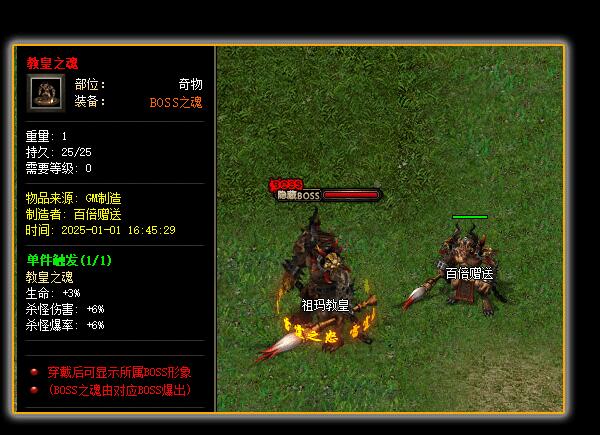 教皇之魂
部位： 奇物
装备： BOSS之魂
重量: 1
持久: 25/25
需要等级: 0
物品来源: GM制造
制造者: 百倍赠送
时间: 2025-01-01 16:45:29
单件触发(1/1)
教皇之魂
生命: +3%
杀怪伤害: +6%
杀怪爆率: +6%
穿戴后可显示所属BOSS形象
(BOSS之魂由对应BOSS爆出)
BOSS
隐藏BOSS
祖玛教皇
百倍赠送